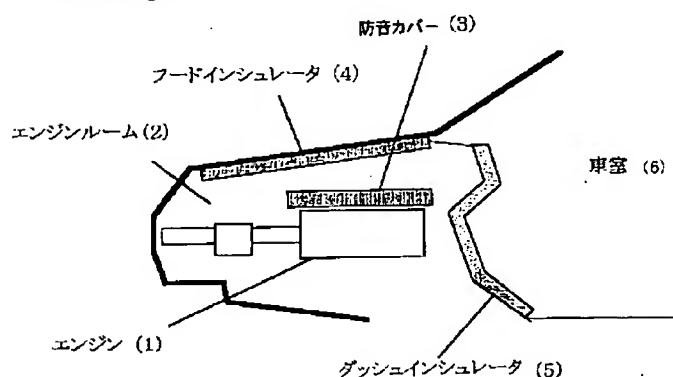 防音カバー (3)
フードインシュレータ (4)
エンジンルーム (2)
車室 (6)
エンジン (1)
ダッシュインシュレータ (5)